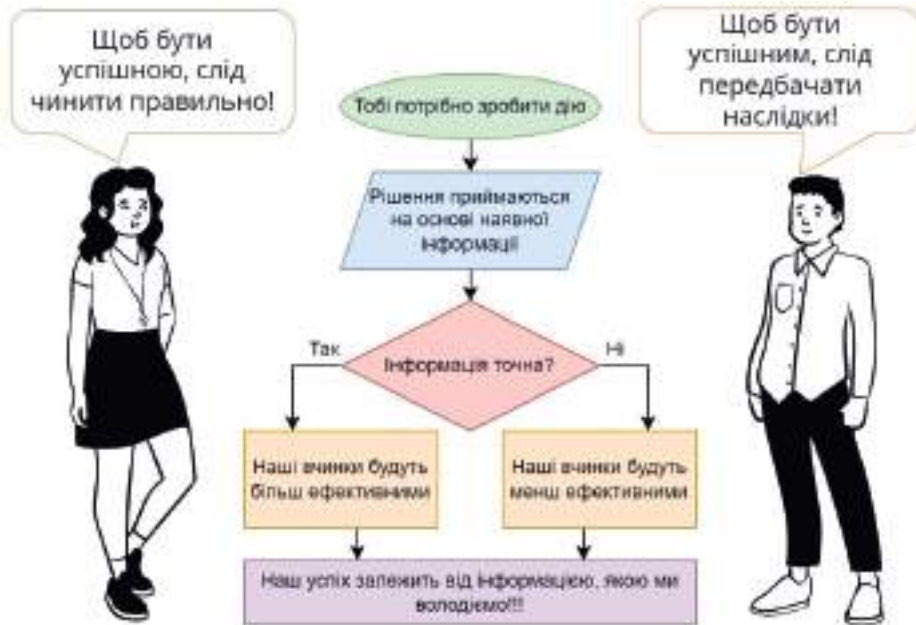 Щоб бути
успішною, слід
чинити правильно!
Щоб бути
успішним, слід
передбачати
наслідки!
Тобі потрібно зробити дію
Рішення приймаються
на основі наявної
інформації
Інформація точна?
Так
Ні
Наші вчинки будуть
більш ефективними
Наші вчинки будуть
менш ефективними
Наш успіх залежить від інформацією, якою ми
володіємо!!!